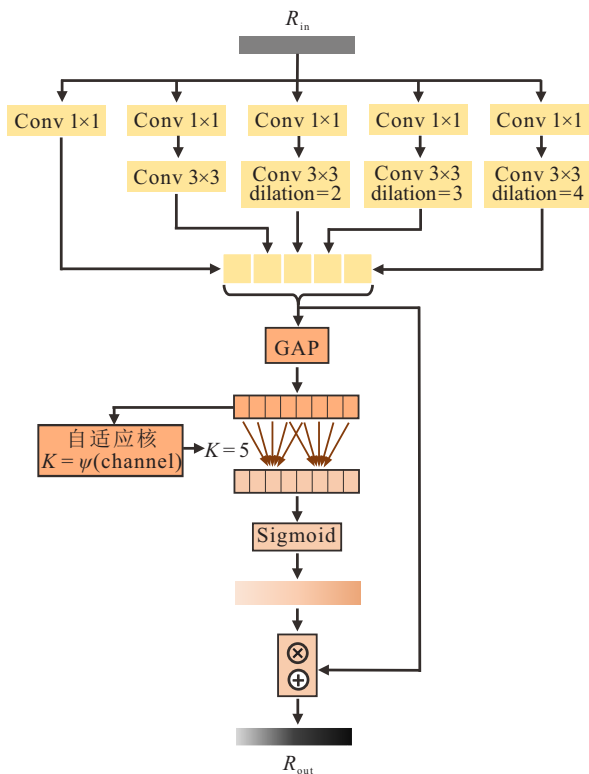 R_in
Conv 1×1
Conv 1×1
Conv 1×1
Conv 1×1
Conv 1×1
Conv 3×3
Conv 3×3
dilation=2
Conv 3×3
dilation=3
Conv 3×3
dilation=4
GAP
自适应核
K=ψ(channel)
K=5
Sigmoid
R_out